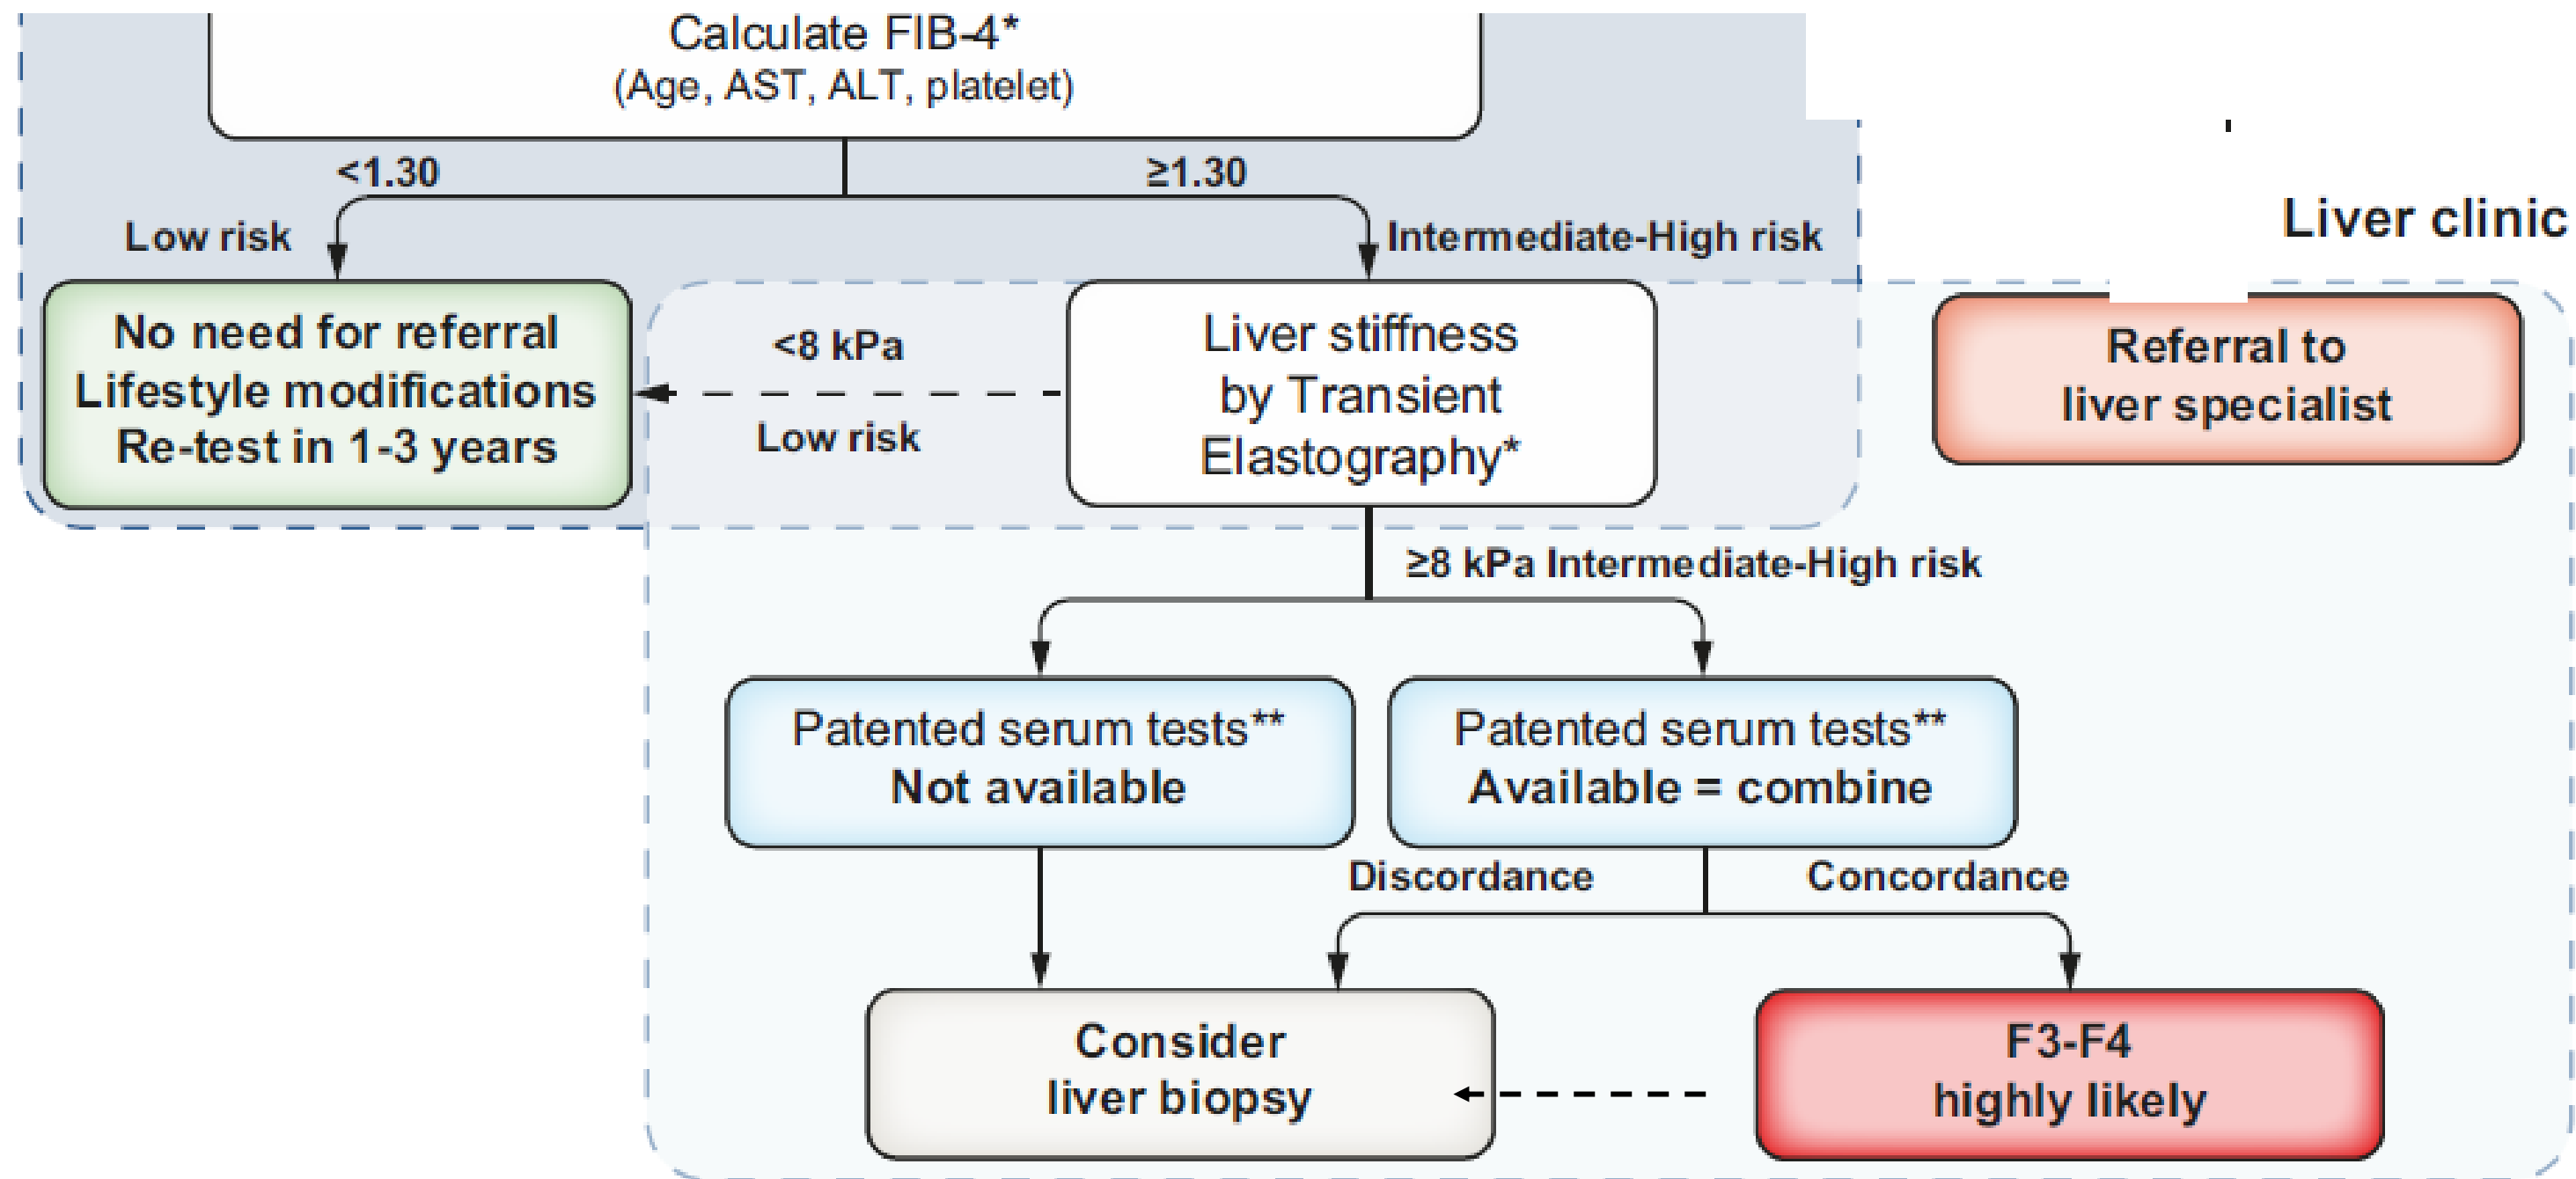 Calculate FIB-4*
(Age, AST, ALT, platelet)
<1.30
≥1.30
Low risk
Intermediate-High risk
Liver clinic
No need for referral
Lifestyle modifications
Re-test in 1-3 years
<8 kPa
Low risk
Liver stiffness
by Transient
Elastography*
Referral to
liver specialist
≥8 kPa Intermediate-High risk
Patented serum tests**
Not available
Patented serum tests**
Available = combine
Discordance
Concordance
Consider
liver biopsy
F3-F4
highly likely